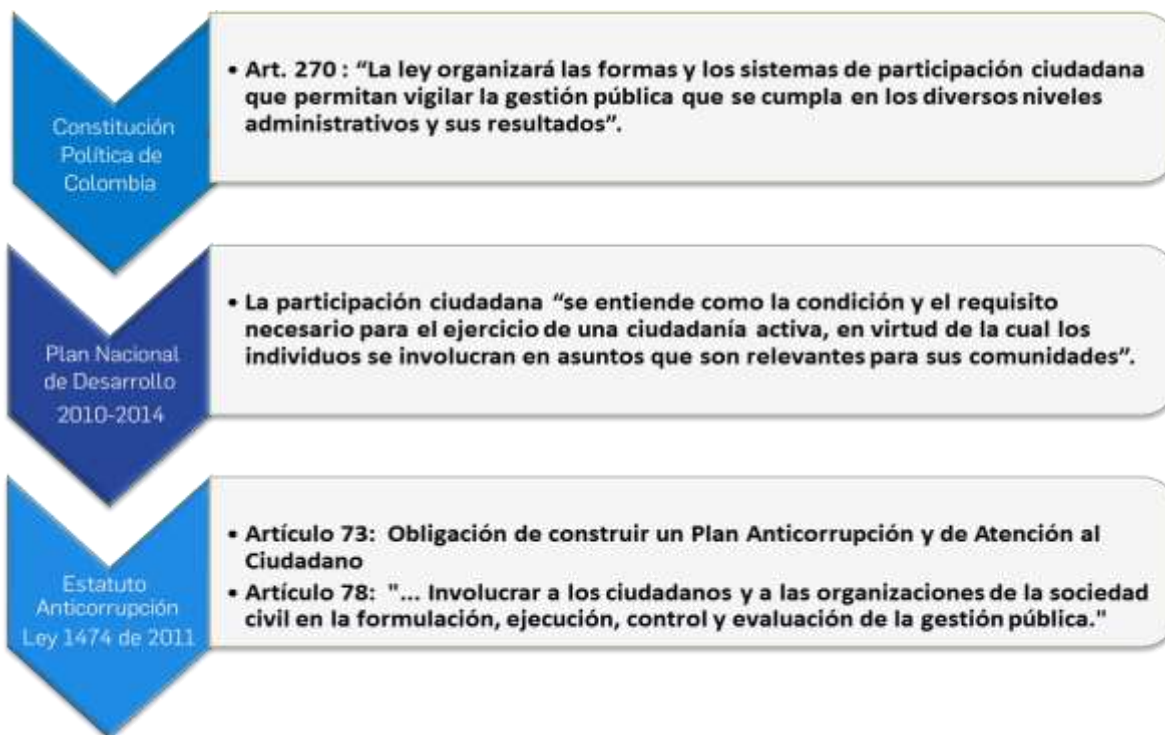 Constitución
Política de
Colombia
• Art. 270 : “La ley organizará las formas y los sistemas de participación ciudadana
que permitan vigilar la gestión pública que se cumpla en los diversos niveles
administrativos y sus resultados”.
Plan Nacional
de Desarrollo
2010-2014
• La participación ciudadana “se entiende como la condición y el requisito
necesario para el ejercicio de una ciudadanía activa, en virtud de la cual los
individuos se involucran en asuntos que son relevantes para sus comunidades”.
Estatuto
Anticorrupción
Ley 1474 de 2011
• Artículo 73: Obligación de construir un Plan Anticorrupción y de Atención al
Ciudadano
• Artículo 78: "... Involucrar a los ciudadanos y a las organizaciones de la sociedad
civil en la formulación, ejecución, control y evaluación de la gestión pública."